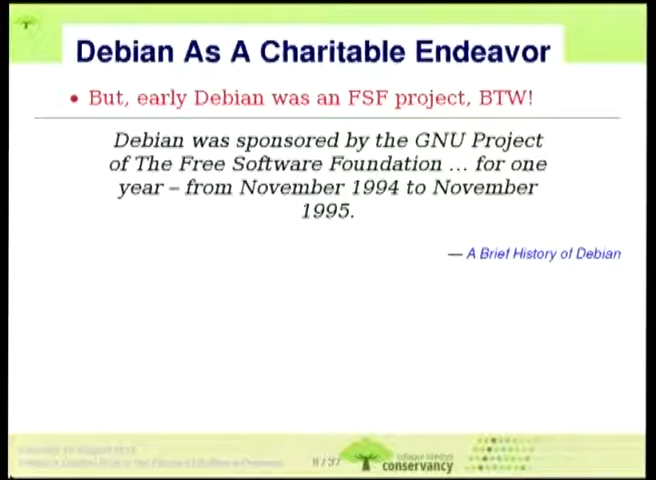 Debian As A Charitable Endeavor
• But, early Debian was an FSF project, BTW!
Debian was sponsored by the GNU Project
of The Free Software Foundation … for one
year – from November 1994 to November
1995.
— A Brief History of Debian
conservancy